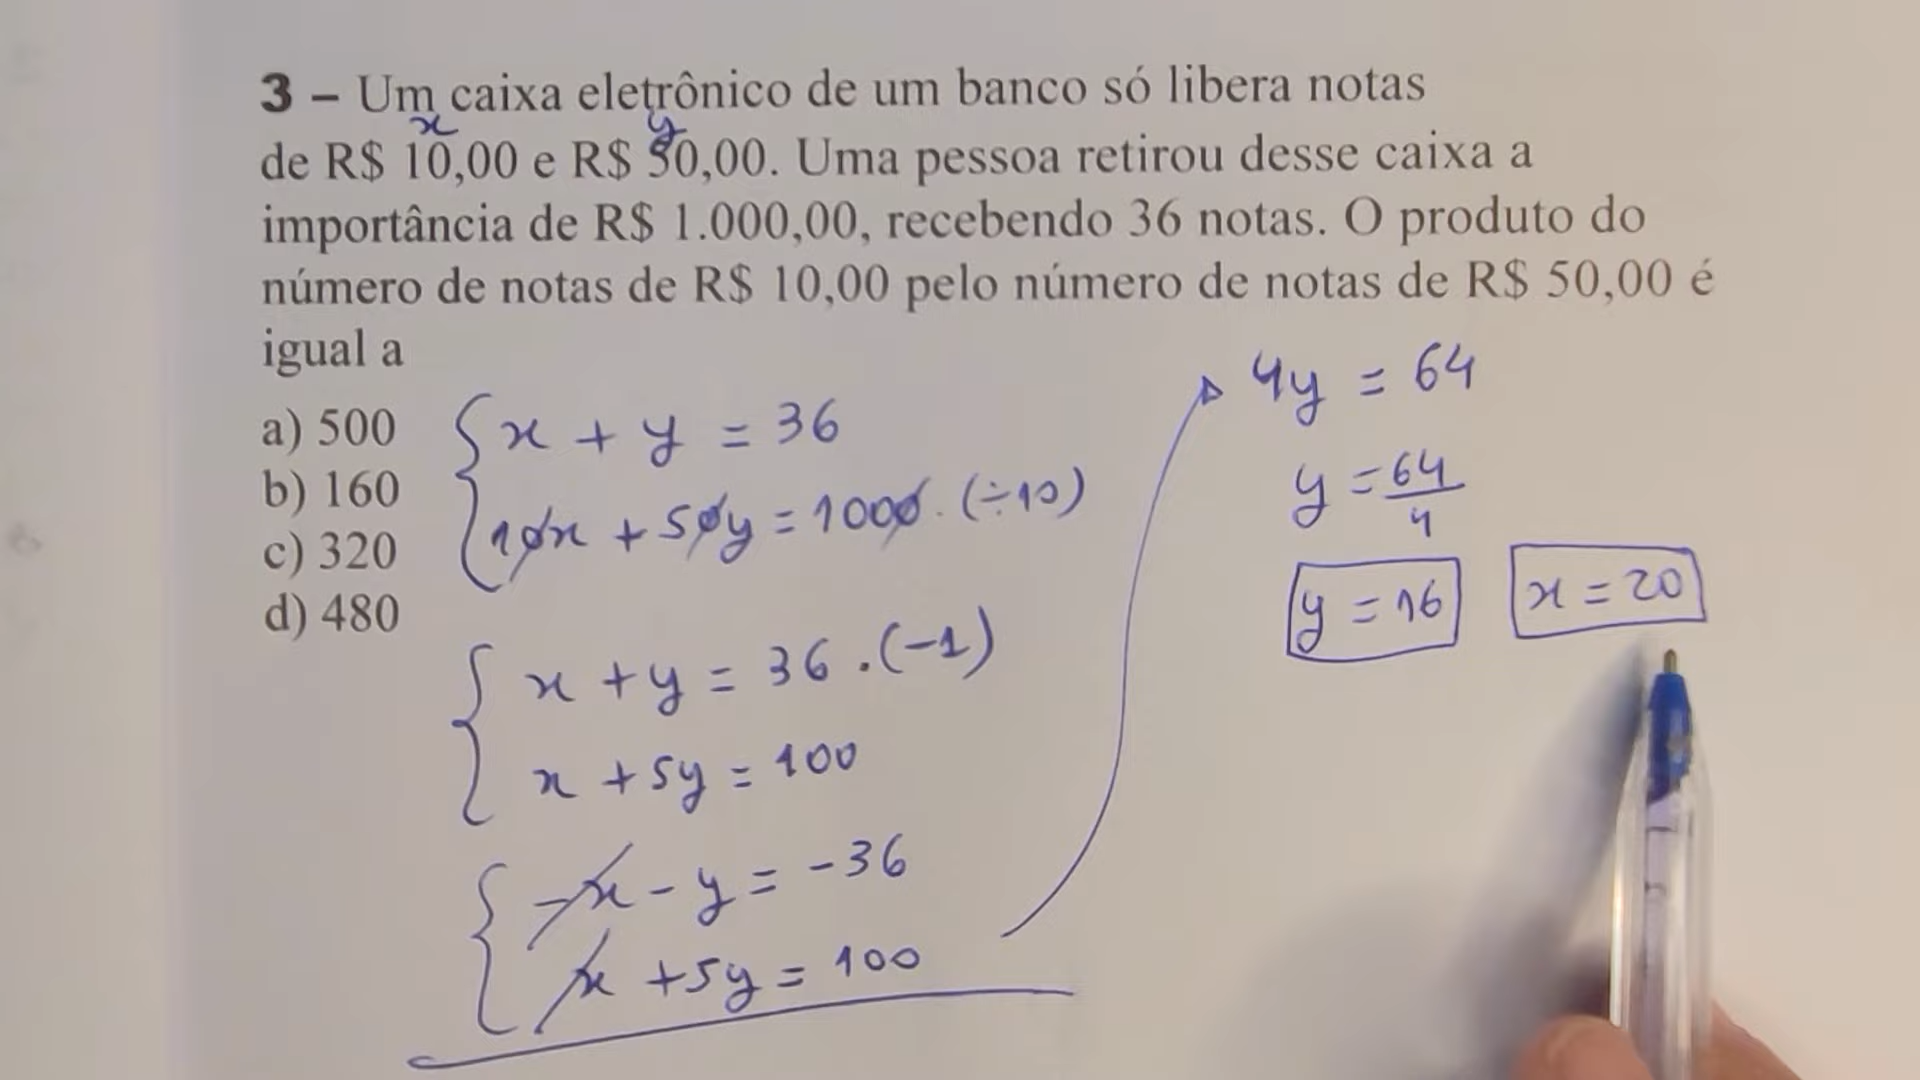 3 – Um caixa eletrônico de um banco só libera notas
x y
de R$ 10,00 e R$ 50,00. Uma pessoa retirou desse caixa a
importância de R$ 1.000,00, recebendo 36 notas. O produto do
número de notas de R$ 10,00 pelo número de notas de R$ 50,00 é
igual a
a) 500
b) 160
c) 320
d) 480
x + y = 36
10x + 50y = 1000. (÷10)
x + y = 36 . (-1)
x + 5y = 100
-x - y = -36
x + 5y = 100
4y = 64
y = 64/4
y = 16
x = 20